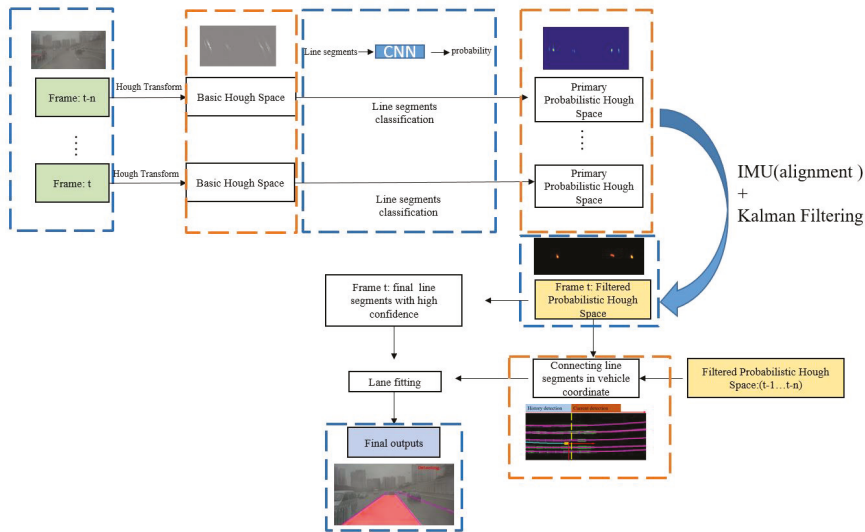 Line segments
CNN
probability
Frame: t-n
Hough Transform
Basic Hough Space
Line segments
classification
Primary
Probabilistic Hough
Space
Frame: t
Hough Transform
Basic Hough Space
Line segments
classification
Primary
Probabilistic Hough
Space
IMU(alignment )
+
Kalman Filtering
Frame t: final line
segments with high
confidence
Frame t: Filtered
Probabilistic Hough
Space
Connecting line
segments in vehicle
coordinate
Filtered Probabilistic Hough
Space:(t-1…t-n)
Lane fitting
History detection
Current detection
Final outputs